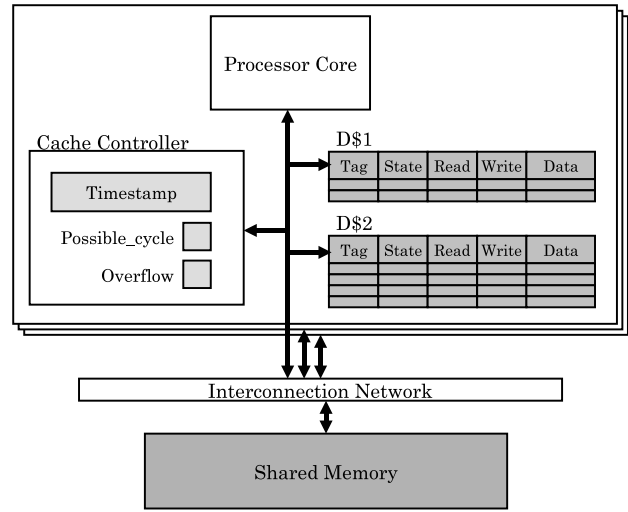 Processor Core
Cache Controller
Timestamp
Possible_cycle
Overflow
D$1
Tag State Read Write Data
D$2
Tag State Read Write Data
Interconnection Network
Shared Memory